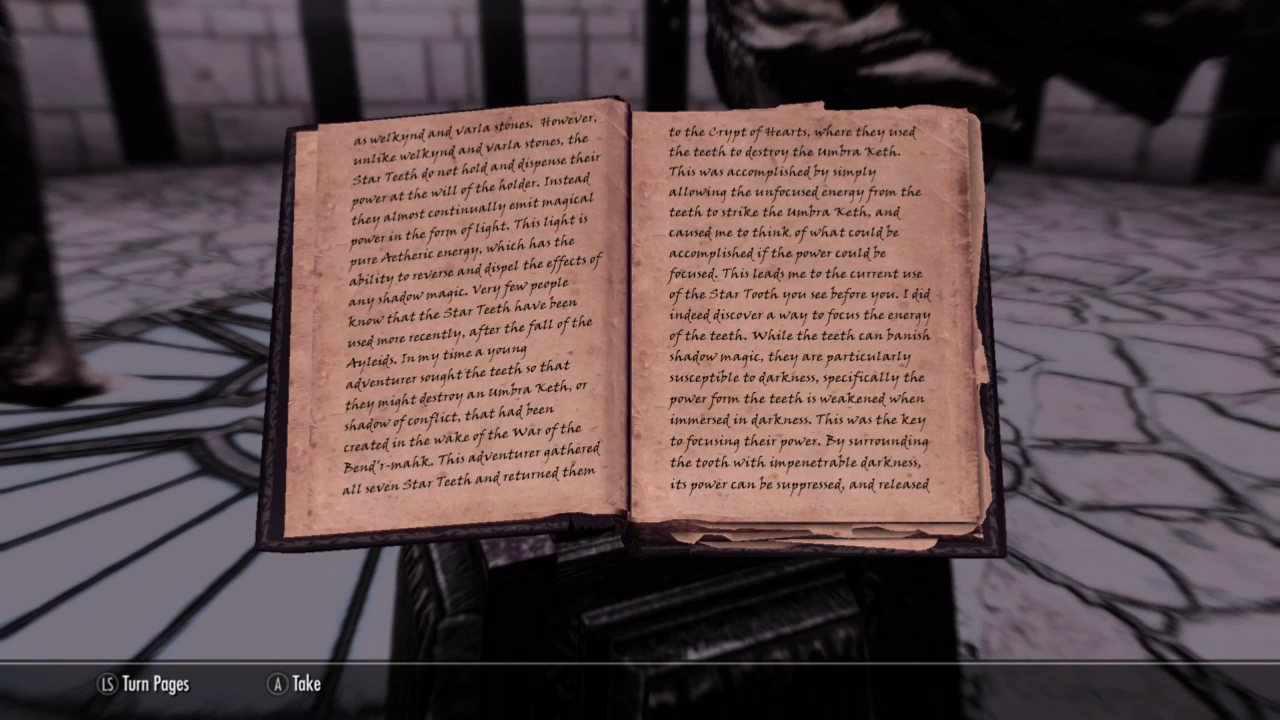 as welkynd and varla stones. However,
unlike welkynd and varla stones, the
Star Teeth do not hold and dispense their
power at the will of the holder. Instead
they almost continually emit magical
power in the form of light. This light is
pure Aetheric energy, which has the
ability to reverse and dispel the effects of
any shadow magic. Very few people
know that the Star Teeth have been
used more recently, after the fall of the
Ayleids. In my time a young
adventurer sought the teeth so that
they might destroy an Umbra Keth, or
shadow of conflict, that had been
created in the wake of the War of the
Bend'r-mahk. This adventurer gathered
all seven Star Teeth and returned them
to the Crypt of Hearts, where they used
the teeth to destroy the Umbra Keth.
This was accomplished by simply
allowing the unfocused energy from the
teeth to strike the Umbra Keth, and
caused me to think of what could be
accomplished if the power could be
focused. This leads me to the current use
of the Star Tooth you see before you. I did
indeed discover a way to focus the energy
of the teeth. While the teeth can banish
shadow magic, they are particularly
susceptible to darkness, specifically the
power form the teeth is weakened when
immersed in darkness. This was the key
to focusing their power. By surrounding
the tooth with impenetrable darkness,
its power can be suppressed, and released
LS Turn Pages
A Take